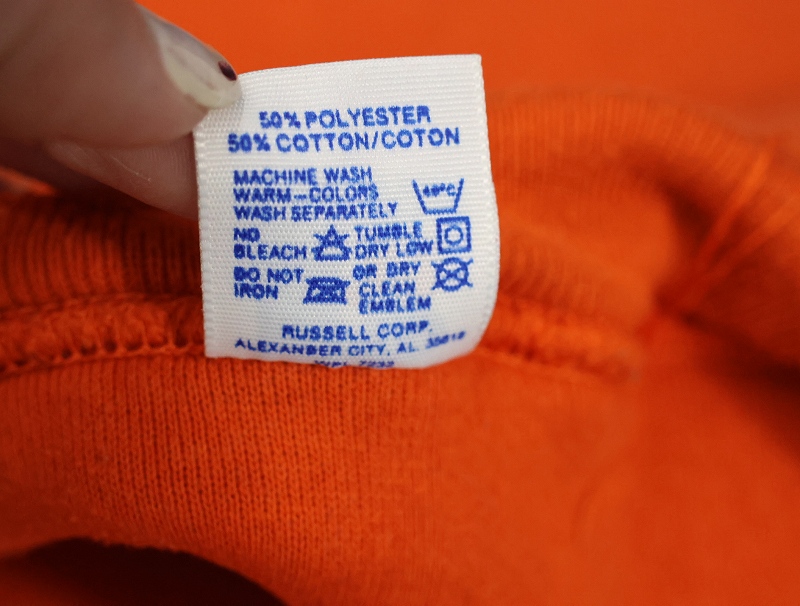 50% POLYESTER
50% COTTON/COTON
MACHINE WASH
WARM—COLORS
WASH SEPARATELY
40°C
NO
BLEACH
TUMBLE
DRY LOW
DO NOT
IRON
OR DRY
CLEAN
EMBLEM
RUSSELL CORP.
ALEXANDER CITY, AL 35010